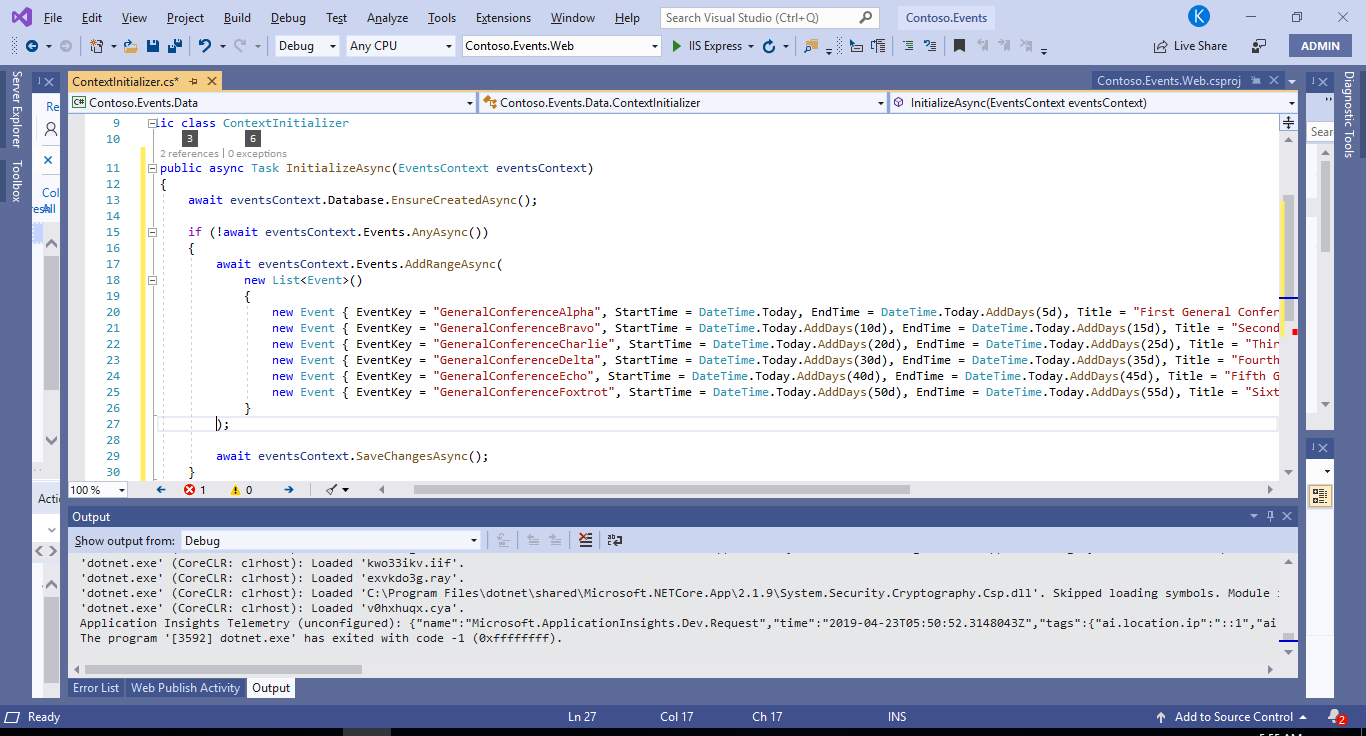 File Edit View Project Build Debug Test Analyze Tools Extensions Window Help Search Visual Studio (Ctrl+Q) Contoso.Events K
Debug Any CPU Contoso.Events.Web IIS Express Live Share ADMIN
Server Explorer
Toolbox
ContextInitializer.cs* Contoso.Events.Web.csproj
Diagnostic Tools
Re
C# Contoso.Events.Data Contoso.Events.Data.ContextInitializer InitializeAsync(EventsContext eventsContext)
Sear
Col
All
Acti
9 lic class ContextInitializer
10 3 6
2 references | 0 exceptions
11 public async Task InitializeAsync(EventsContext eventsContext)
12 {
13 await eventsContext.Database.EnsureCreatedAsync();
14
15 if (!await eventsContext.Events.AnyAsync())
16 {
17 await eventsContext.Events.AddRangeAsync(
18 new List<Event>()
19 {
20 new Event { EventKey = "GeneralConferenceAlpha", StartTime = DateTime.Today, EndTime = DateTime.Today.AddDays(5d), Title = "First General Confer
21 new Event { EventKey = "GeneralConferenceBravo", StartTime = DateTime.Today.AddDays(10d), EndTime = DateTime.Today.AddDays(15d), Title = "Second
22 new Event { EventKey = "GeneralConferenceCharlie", StartTime = DateTime.Today.AddDays(20d), EndTime = DateTime.Today.AddDays(25d), Title = "Thir
23 new Event { EventKey = "GeneralConferenceDelta", StartTime = DateTime.Today.AddDays(30d), EndTime = DateTime.Today.AddDays(35d), Title = "Fourth
24 new Event { EventKey = "GeneralConferenceEcho", StartTime = DateTime.Today.AddDays(40d), EndTime = DateTime.Today.AddDays(45d), Title = "Fifth G
25 new Event { EventKey = "GeneralConferenceFoxtrot", StartTime = DateTime.Today.AddDays(50d), EndTime = DateTime.Today.AddDays(55d), Title = "Sixt
26 }
27 );
28
29 await eventsContext.SaveChangesAsync();
30 }
100 % 1 0
Output
Show output from: Debug
'dotnet.exe' (CoreCLR: clrhost): Loaded 'kwo33ikv.iif'.
'dotnet.exe' (CoreCLR: clrhost): Loaded 'exvkdo3g.ray'.
'dotnet.exe' (CoreCLR: clrhost): Loaded 'C:\Program Files\dotnet\shared\Microsoft.NETCore.App\2.1.9\System.Security.Cryptography.Csp.dll'. Skipped loading symbols. Module
'dotnet.exe' (CoreCLR: clrhost): Loaded 'v0hxhuqx.cya'.
Application Insights Telemetry (unconfigured): {"name":"Microsoft.ApplicationInsights.Dev.Request","time":"2019-04-23T05:50:52.3148043Z","tags":{"ai.location.ip":"::1","ai
The program '[3592] dotnet.exe' has exited with code -1 (0xffffffff).
Error List Web Publish Activity Output
Ready Ln 27 Col 17 Ch 17 INS Add to Source Control 2